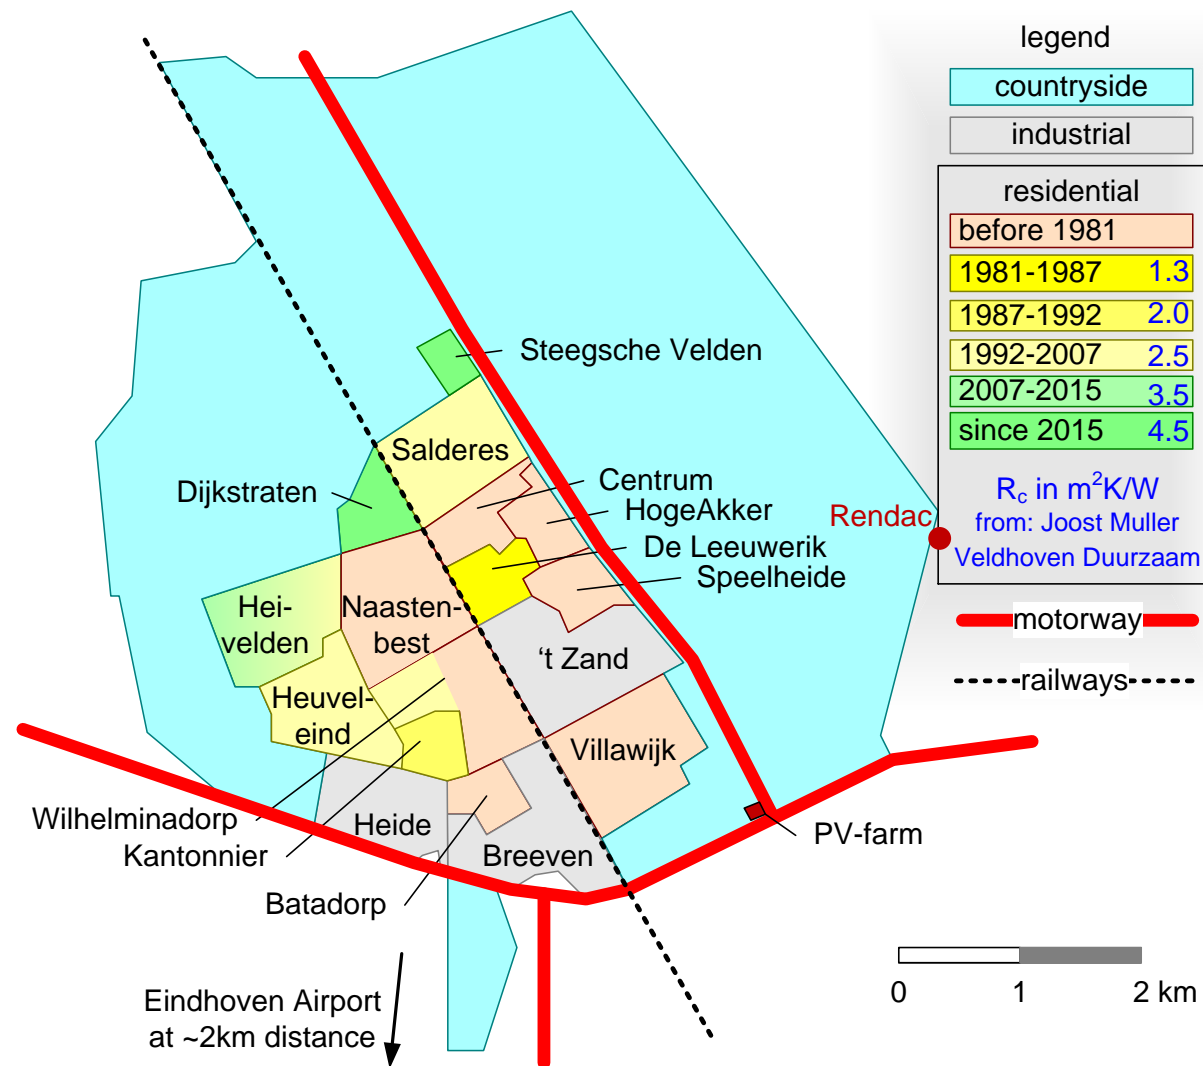 legend
countryside
industrial
residential
before 1981
1981-1987 1.3
1987-1992 2.0
1992-2007 2.5
2007-2015 3.5
since 2015 4.5
R_c in m²K/W
from: Joost Muller
Veldhoven Duurzaam
motorway
railways
Steegsche Velden
Salderes
Dijkstraten
Centrum
HogeAkker
Rendac
De Leeuwerik
Speelheide
Hei-
velden
Naasten-
best
‘t Zand
Heuvel-
eind
Villawijk
Wilhelminadorp
Kantonnier
Heide
Breeven
PV-farm
Batadorp
Eindhoven Airport
at ~2km distance
0 1 2 km